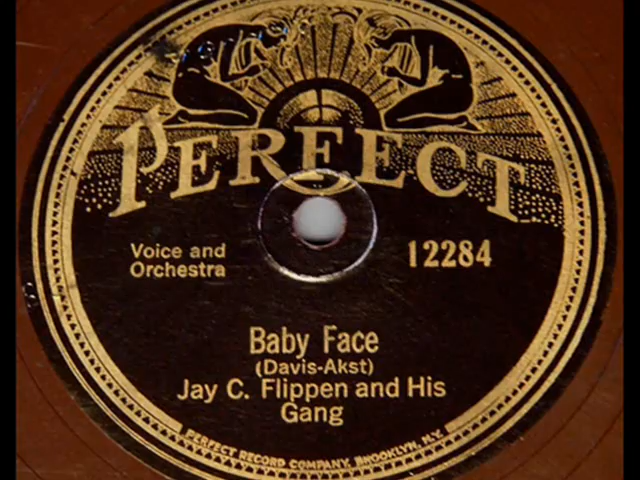 PERFECT
Voice and
Orchestra
12284
Baby Face
(Davis-Akst)
Jay C. Flippen and His
Gang
PERFECT RECORD COMPANY, BROOKLYN, N.Y.